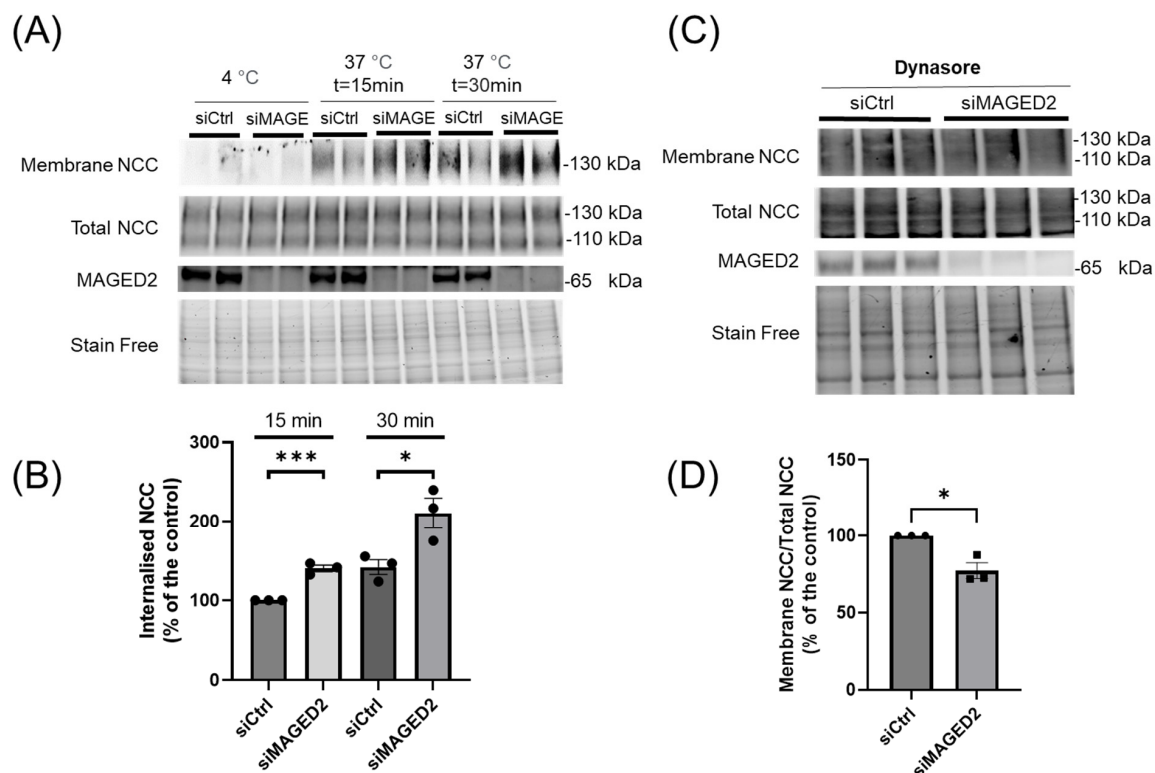 (A)
4 °C
37 °C
t=15min
37 °C
t=30min
siCtrl siMAGE siCtrl siMAGE siCtrl siMAGE
Membrane NCC
-130 kDa
Total NCC
-130 kDa
-110 kDa
MAGED2
-65 kDa
Stain Free
(B)
15 min
30 min
***
*
Internalised NCC
(% of the control)
300
200
100
0
siCtrl
siMAGED2
siCtrl
siMAGED2
(C)
Dynasore
siCtrl siMAGED2
Membrane NCC
-130 kDa
-110 kDa
Total NCC
-130 kDa
-110 kDa
MAGED2
-65 kDa
Stain Free
(D)
*
Membrane NCC/Total NCC
(% of the control)
150
100
50
0
siCtrl
siMAGED2